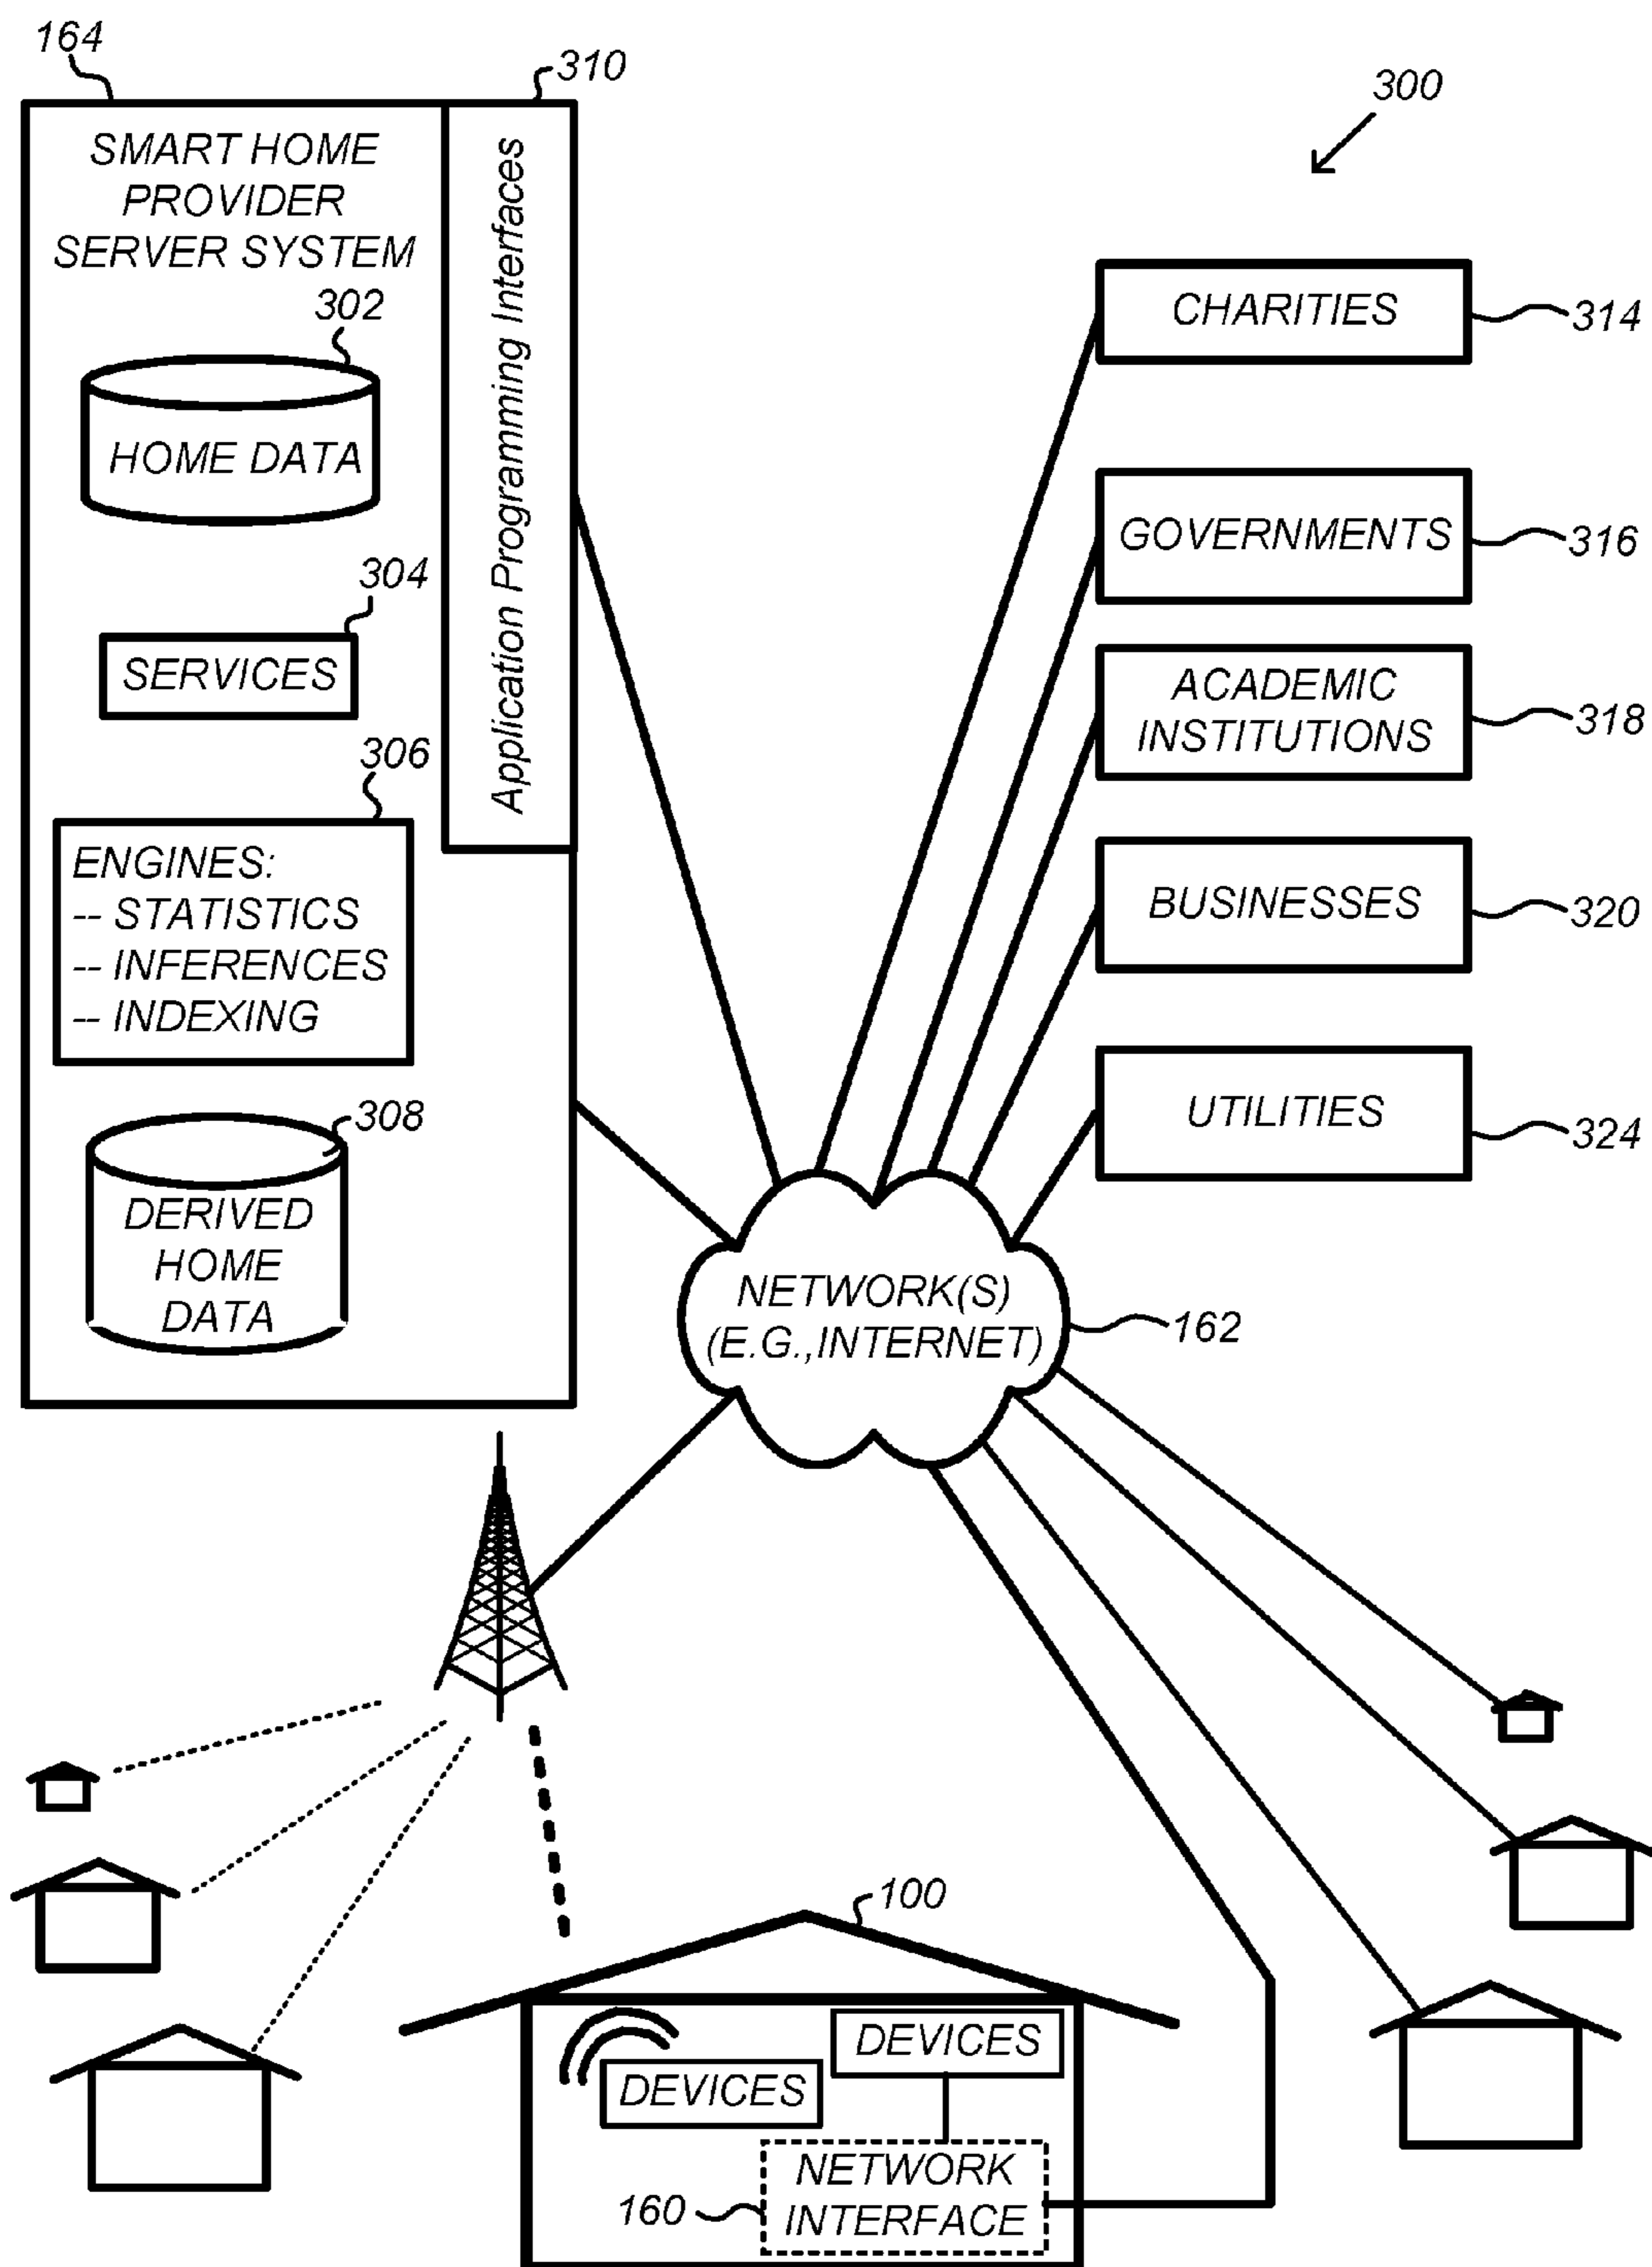 164
310
300
SMART HOME
PROVIDER
SERVER SYSTEM
Application Programming Interfaces
302
HOME DATA
304
SERVICES
306
ENGINES:
-- STATISTICS
-- INFERENCES
-- INDEXING
308
DERIVED
HOME
DATA
CHARITIES
314
GOVERNMENTS
316
ACADEMIC
INSTITUTIONS
318
BUSINESSES
320
UTILITIES
324
NETWORK(S)
(E.G.,INTERNET)
162
100
DEVICES
DEVICES
NETWORK
INTERFACE
160